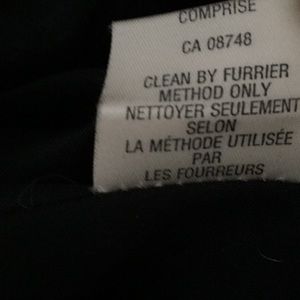 COMPRISE
CA 08748
CLEAN BY FURRIER
METHOD ONLY
NETTOYER SEULEMENT
SELON
LA MÉTHODE UTILISÉE
PAR
LES FOURREURS